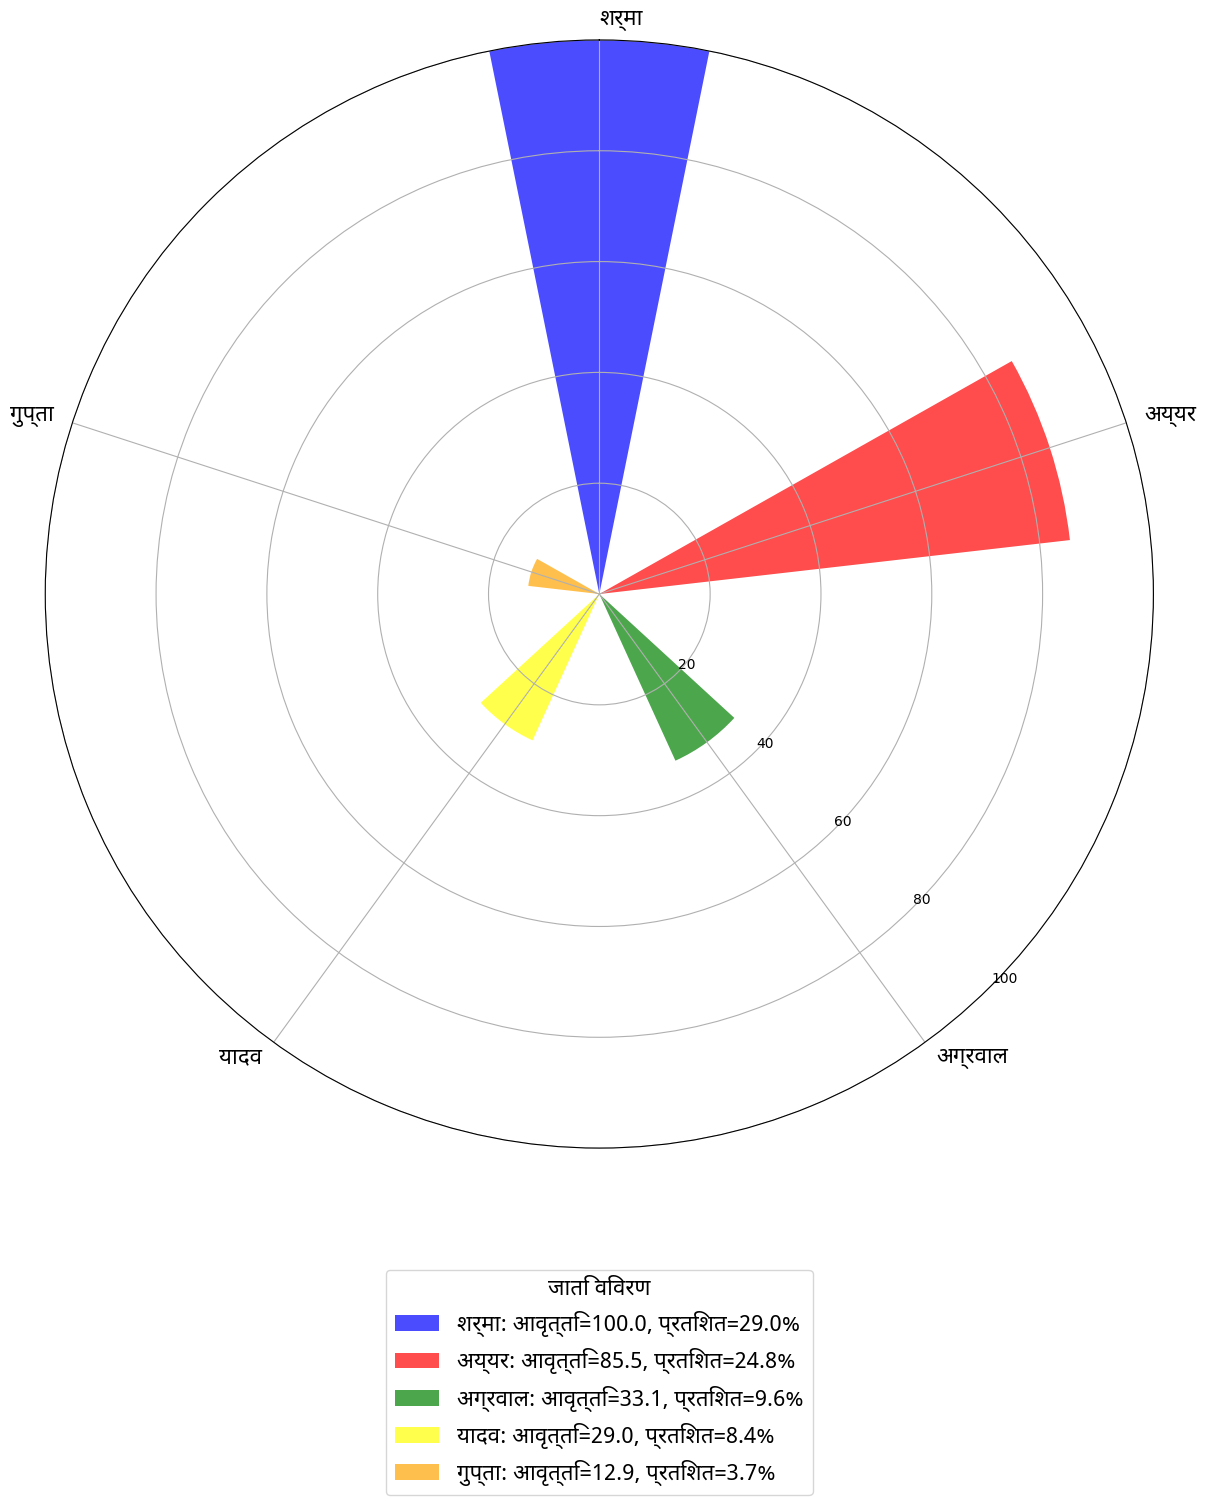 शर्मा
गुप्ता
अय्यर
20
40
60
80
100
यादव
अग्रवाल
जाति विवरण
शर्मा: आवृत्ति=100.0, प्रतिशत=29.0%
अय्यर: आवृत्ति=85.5, प्रतिशत=24.8%
अग्रवाल: आवृत्ति=33.1, प्रतिशत=9.6%
यादव: आवृत्ति=29.0, प्रतिशत=8.4%
गुप्ता: आवृत्ति=12.9, प्रतिशत=3.7%